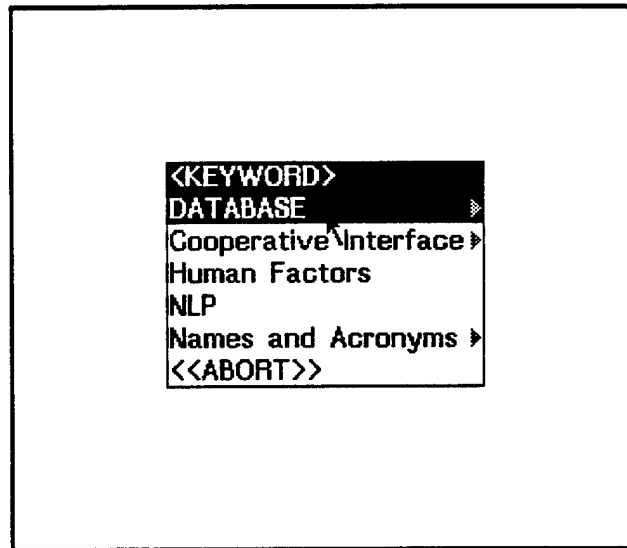 <KEYWORD>
DATABASE
Cooperative Interface
Human Factors
NLP
Names and Acronyms
<<ABORT>>